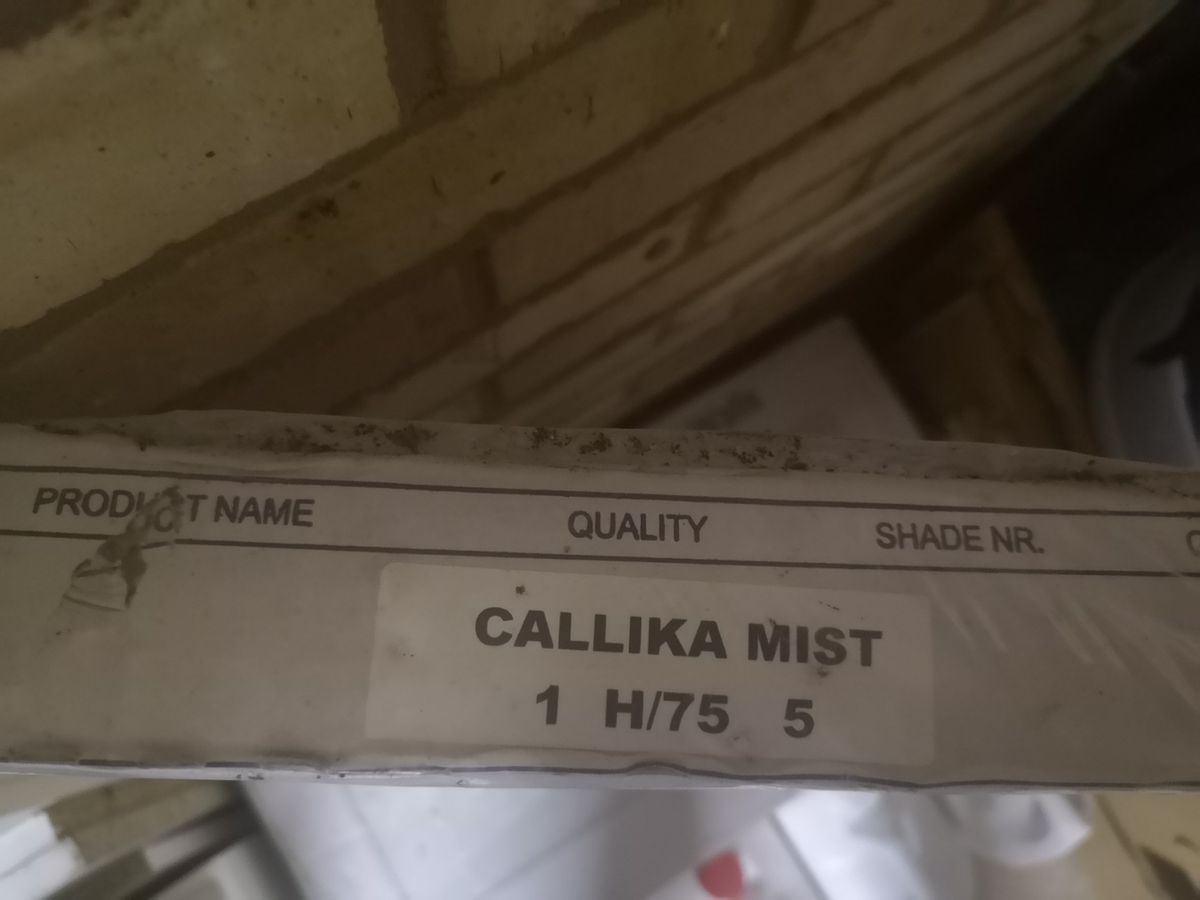 PRODUCT NAME QUALITY SHADE NR.
CALLIKA MIST
1 H/75 5